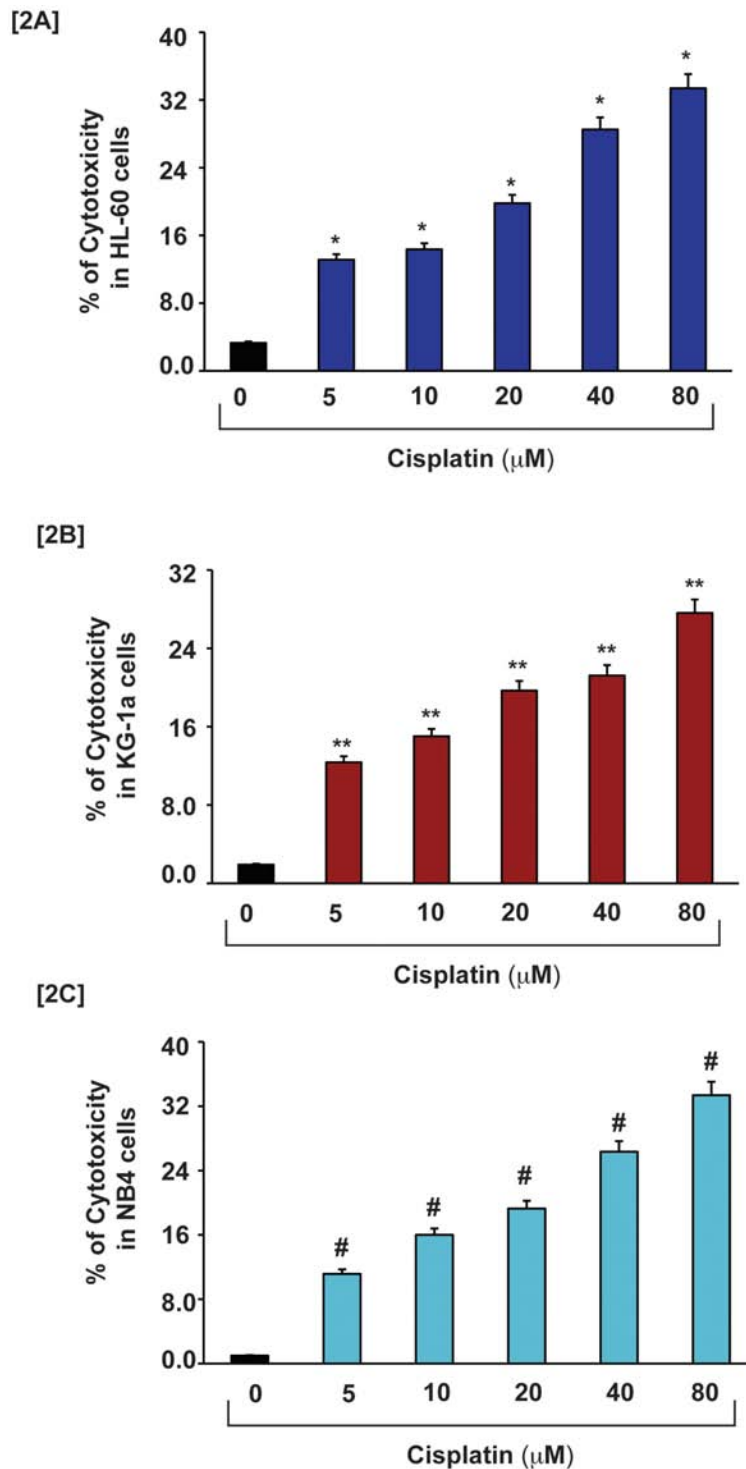 [2A]
% of Cytotoxicity
in HL-60 cells
40
32
24
16
8.0
0.0
*
*
*
*
*
0 5 10 20 40 80
Cisplatin (μM)
[2B]
% of Cytotoxicity
in KG-1a cells
32
24
16
8.0
0.0
**
**
**
**
**
0 5 10 20 40 80
Cisplatin (μM)
[2C]
% of Cytotoxicity
in NB4 cells
40
32
24
16
8.0
0.0
#
#
#
#
#
0 5 10 20 40 80
Cisplatin (μM)